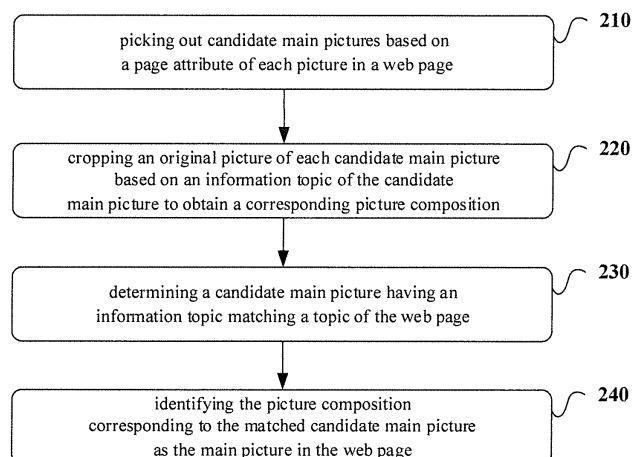 210
picking out candidate main pictures based on
a page attribute of each picture in a web page
220
cropping an original picture of each candidate main picture
based on an information topic of the candidate
main picture to obtain a corresponding picture composition
230
determining a candidate main picture having an
information topic matching a topic of the web page
240
identifying the picture composition
corresponding to the matched candidate main picture
as the main picture in the web page